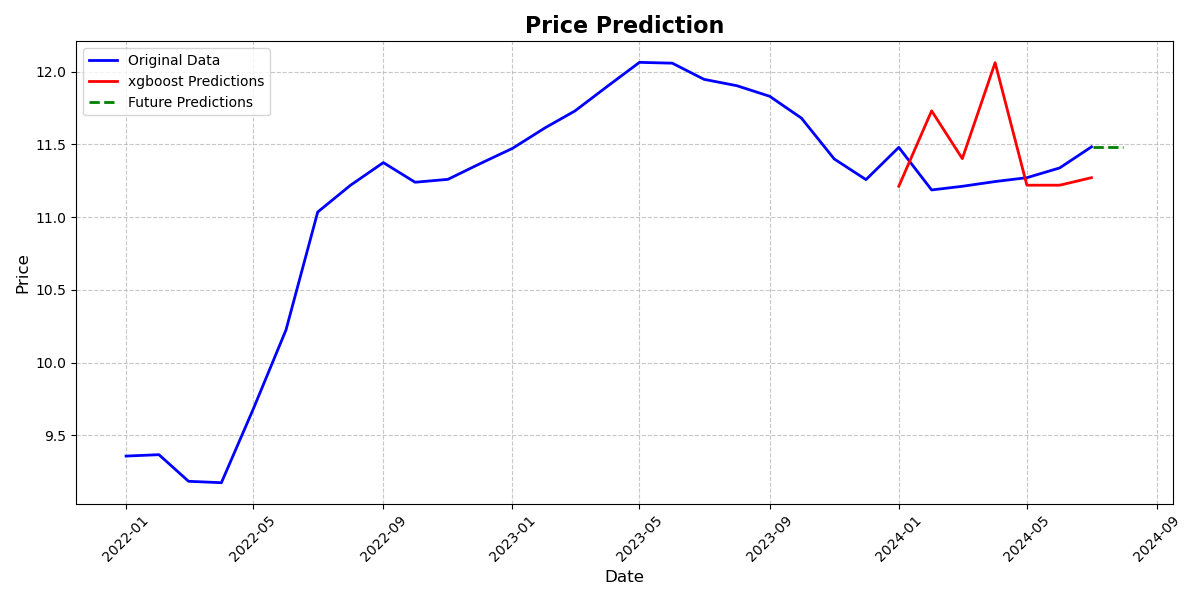 Price Prediction
Original Data
xgboost Predictions
Future Predictions
12.0
11.5
11.0
10.5
10.0
9.5
Price
2022-01
2022-05
2022-09
2023-01
2023-05
2023-09
2024-01
2024-05
2024-09
Date